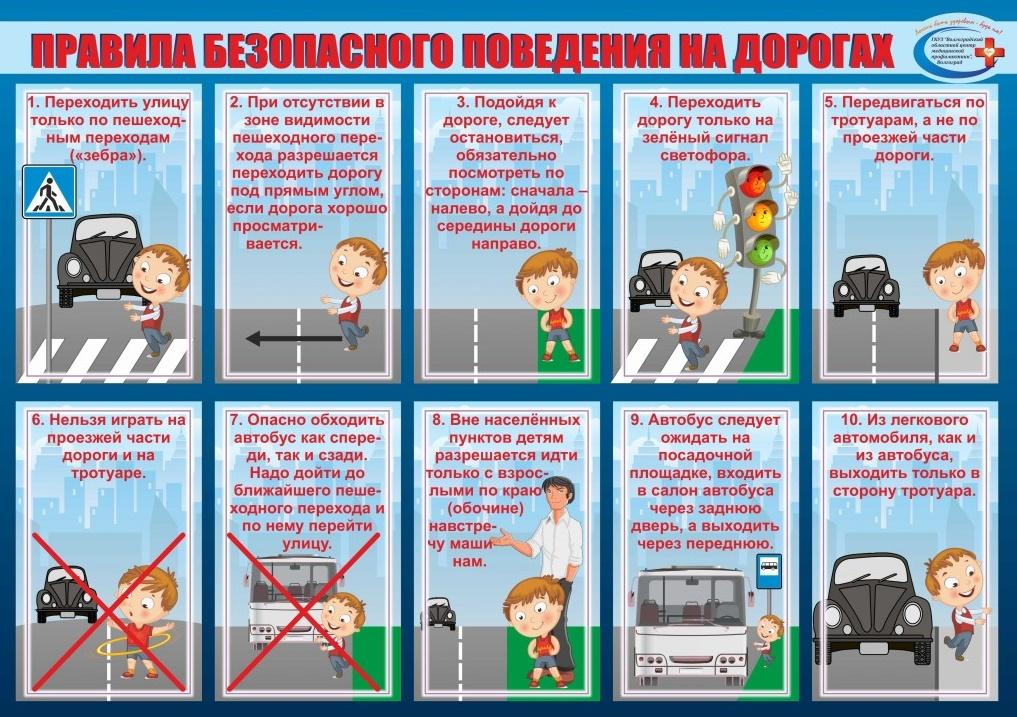 ПРАВИЛА БЕЗОПАСНОГО ПОВЕДЕНИЯ НА ДОРОГАХ
ГКУЗ "Волгоградский
областной центр
медицинской
профилактики",
Волгоград
1. Переходить улицу
только по пешеход-
ным переходам
(«зебра»).
2. При отсутствии в
зоне видимости
пешеходного пере-
хода разрешается
переходить дорогу
под прямым углом,
если дорога хорошо
просматри-
вается.
3. Подойдя к
дороге, следует
остановиться,
обязательно
посмотреть по
сторонам: сначала –
налево, а дойдя до
середины дороги
направо.
4. Переходить
дорогу только на
зелёный сигнал
светофора.
5. Передвигаться по
тротуарам, а не по
проезжей части
дороги.
6. Нельзя играть на
проезжей части
дороги и на
тротуаре.
7. Опасно обходить
автобус как спере-
ди, так и сзади.
Надо дойти до
ближайшего пеше-
ходного перехода и
по нему перейти
улицу.
8. Вне населённых
пунктов детям
разрешается идти
только с взрос-
лыми по краю
(обочине)
навстре-
чу маши-
нам.
9. Автобус следует
ожидать на
посадочной
площадке, входить
в салон автобуса
через заднюю
дверь, а выходить
через переднюю.
10. Из легкового
автомобиля, как и
из автобуса,
выходить только в
сторону тротуара.